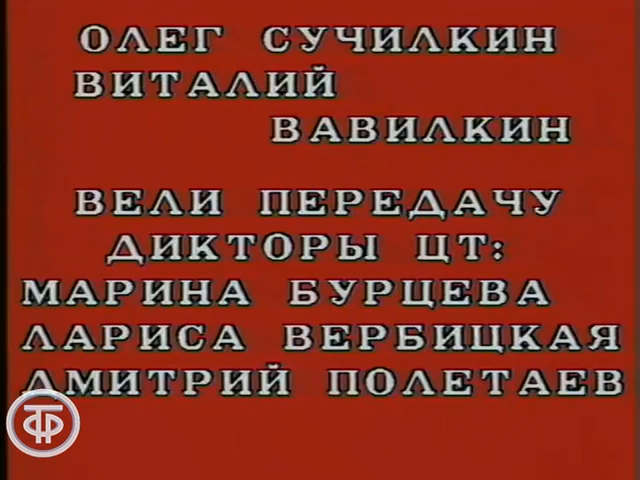 ОЛЕГ СУЧИЛКИН
ВИТАЛИЙ
ВАВИЛКИН
ВЕЛИ ПЕРЕДАЧУ
ДИКТОРЫ ЦТ:
МАРИНА БУРЦЕВА
ЛАРИСА ВЕРБИЦКАЯ
ДМИТРИЙ ПОЛЕТАЕВ